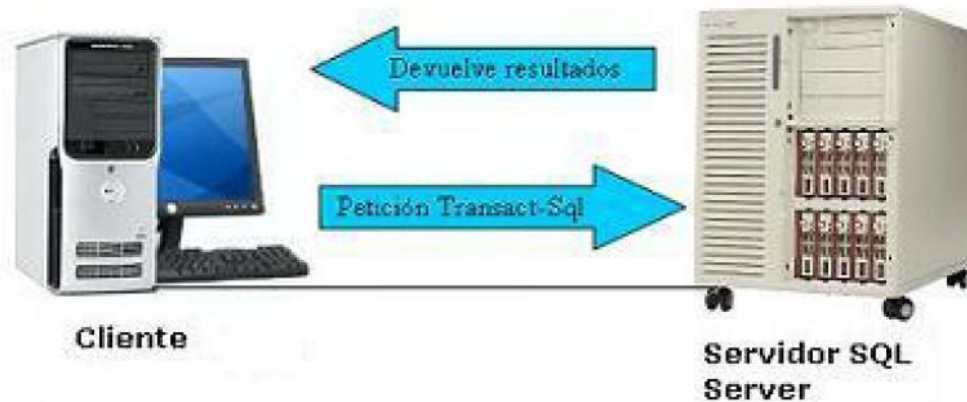 Devuelve resultados
Petición Transact-Sql
Cliente
Servidor SQL
Server